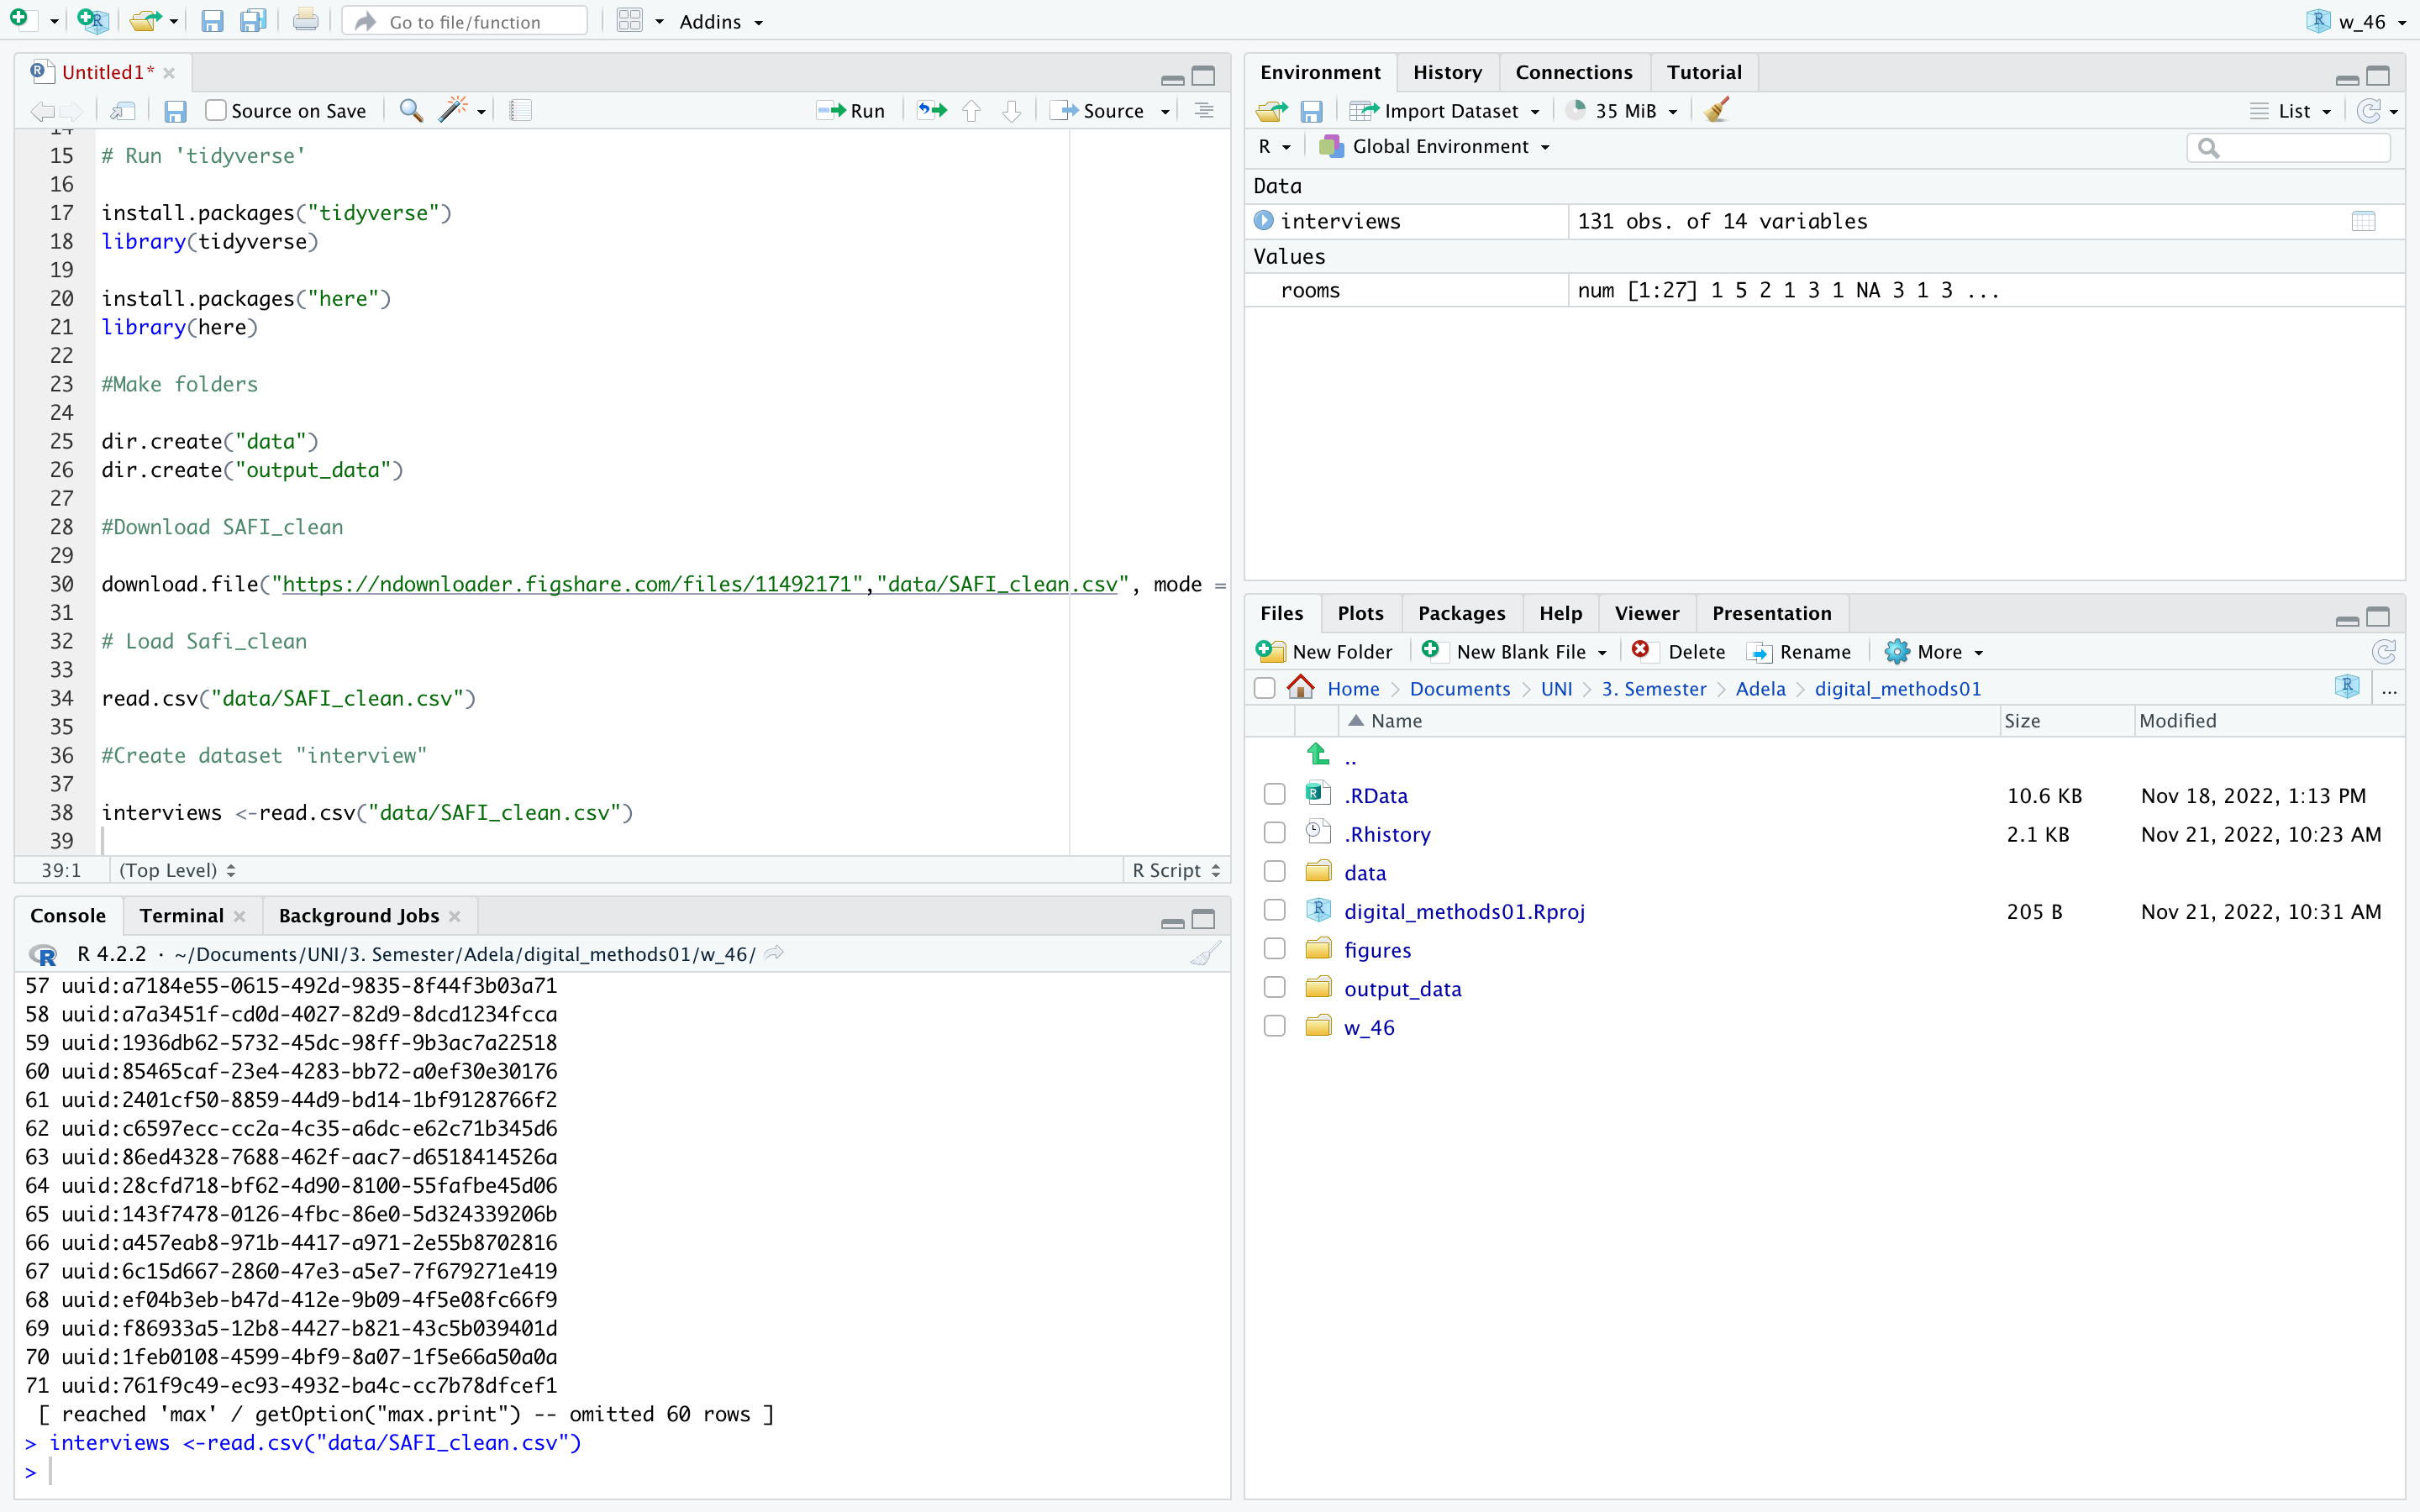 Go to file/function
Addins
w_46
Untitled1*
Source on Save
Run
Source
14
15 # Run 'tidyverse'
16
17 install.packages("tidyverse")
18 library(tidyverse)
19
20 install.packages("here")
21 library(here)
22
23 #Make folders
24
25 dir.create("data")
26 dir.create("output_data")
27
28 #Download SAFI_clean
29
30 download.file("https://ndownloader.figshare.com/files/11492171","data/SAFI_clean.csv", mode =
31
32 # Load Safi_clean
33
34 read.csv("data/SAFI_clean.csv")
35
36 #Create dataset "interview"
37
38 interviews <-read.csv("data/SAFI_clean.csv")
39
39:1 (Top Level) R Script
Console Terminal Background Jobs
R 4.2.2 · ~/Documents/UNI/3. Semester/Adela/digital_methods01/w_46/
57 uuid:a7184e55-0615-492d-9835-8f44f3b03a71
58 uuid:a7a3451f-cd0d-4027-82d9-8dcd1234fcca
59 uuid:1936db62-5732-45dc-98ff-9b3ac7a22518
60 uuid:85465caf-23e4-4283-bb72-a0ef30e30176
61 uuid:2401cf50-8859-44d9-bd14-1bf9128766f2
62 uuid:c6597ecc-cc2a-4c35-a6dc-e62c71b345d6
63 uuid:86ed4328-7688-462f-aac7-d6518414526a
64 uuid:28cfd718-bf62-4d90-8100-55fafbe45d06
65 uuid:143f7478-0126-4fbc-86e0-5d324339206b
66 uuid:a457eab8-971b-4417-a971-2e55b8702816
67 uuid:6c15d667-2860-47e3-a5e7-7f679271e419
68 uuid:ef04b3eb-b47d-412e-9b09-4f5e08fc66f9
69 uuid:f86933a5-12b8-4427-b821-43c5b039401d
70 uuid:1feb0108-4599-4bf9-8a07-1f5e66a50a0a
71 uuid:761f9c49-ec93-4932-ba4c-cc7b78dfcef1
[ reached 'max' / getOption("max.print") -- omitted 60 rows ]
> interviews <-read.csv("data/SAFI_clean.csv")
>
Environment History Connections Tutorial
Import Dataset 35 MiB List
R Global Environment
Data
interviews 131 obs. of 14 variables
Values
rooms num [1:27] 1 5 2 1 3 1 NA 3 1 3 ...
Files Plots Packages Help Viewer Presentation
New Folder New Blank File Delete Rename More
Home Documents UNI 3. Semester Adela digital_methods01 ...
Name Size Modified
..
.RData 10.6 KB Nov 18, 2022, 1:13 PM
.Rhistory 2.1 KB Nov 21, 2022, 10:23 AM
data
digital_methods01.Rproj 205 B Nov 21, 2022, 10:31 AM
figures
output_data
w_46